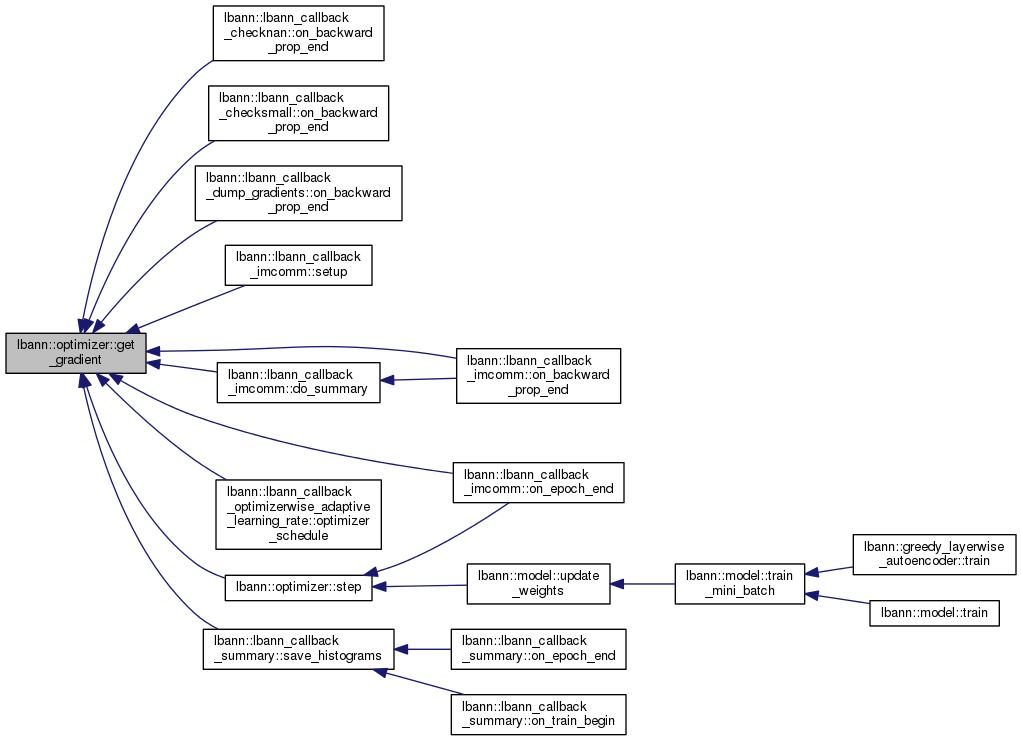 lbann::lbann_callback
_checknan::on_backward
_prop_end
lbann::lbann_callback
_checksmall::on_backward
_prop_end
lbann::lbann_callback
_dump_gradients::on_backward
_prop_end
lbann::lbann_callback
_imcomm::setup
lbann::optimizer::get
_gradient
lbann::lbann_callback
_imcomm::do_summary
lbann::lbann_callback
_imcomm::on_backward
_prop_end
lbann::lbann_callback
_imcomm::on_epoch_end
lbann::lbann_callback
_optimizerwise_adaptive
_learning_rate::optimizer
_schedule
lbann::optimizer::step
lbann::model::update
_weights
lbann::model::train
_mini_batch
lbann::greedy_layerwise
_autoencoder::train
lbann::model::train
lbann::lbann_callback
_summary::save_histograms
lbann::lbann_callback
_summary::on_epoch_end
lbann::lbann_callback
_summary::on_train_begin